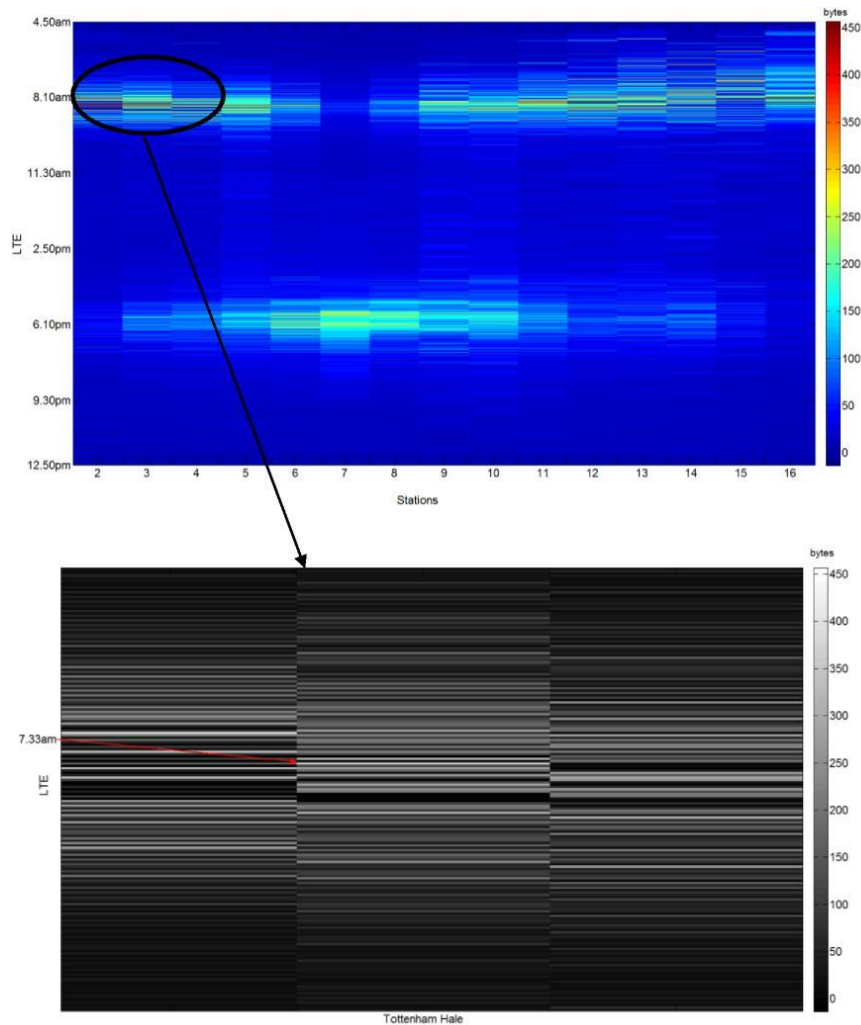 bytes
4.50am
8.10am
11.30am
2.50pm
6.10pm
9.30pm
12.50pm
LTE
450
400
350
300
250
200
150
100
50
0
2 3 4 5 6 7 8 9 10 11 12 13 14 15 16
Stations
bytes
7.33am
LTE
450
400
350
300
250
200
150
100
50
0
Tottenham Hale